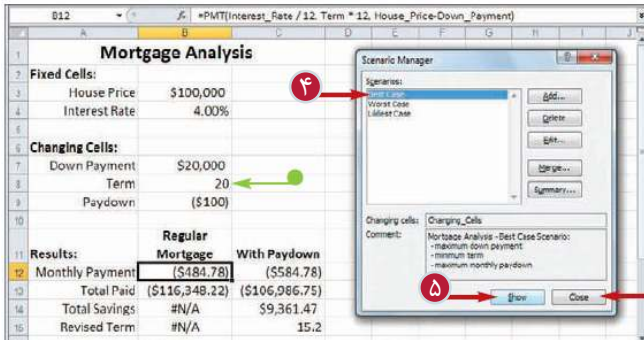 B12 fx =PMT(Interest_Rate / 12, Term * 12, House_Price-Down_Payment)
A B C D E F G H I J
1 Mortgage Analysis
2 Fixed Cells:
3 House Price $100,000
4 Interest Rate 4.00%
5
6 Changing Cells:
7 Down Payment $20,000
8 Term 20
9 Paydown ($100)
10
Regular
11 Results: Mortgage With Paydown
12 Monthly Payment ($484.78) ($584.78)
13 Total Paid ($116,348.22) ($106,986.75)
14 Total Savings #N/A $9,361.47
15 Revised Term #N/A 15.2
Scenario Manager
Scenarios:
۴
Best Case
Worst Case
Likliest Case
Add...
Delete
Edit...
Merge...
Summary...
Changing cells: Changing_Cells
Comment: Mortgage Analysis -Best Case Scenario:
-maximum down payment
-minimum term
-maximum monthly paydown
۵
Show Close